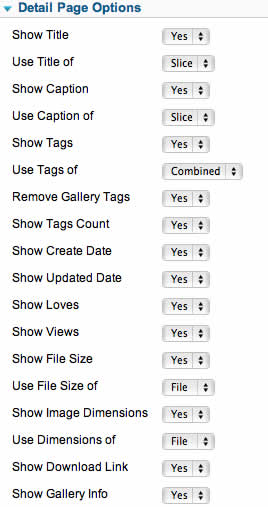 Detail Page Options
Show Title Yes
Use Title of Slice
Show Caption Yes
Use Caption of Slice
Show Tags Yes
Use Tags of Combined
Remove Gallery Tags Yes
Show Tags Count Yes
Show Create Date Yes
Show Updated Date Yes
Show Loves Yes
Show Views Yes
Show File Size Yes
Use File Size of File
Show Image Dimensions Yes
Use Dimensions of File
Show Download Link Yes
Show Gallery Info Yes